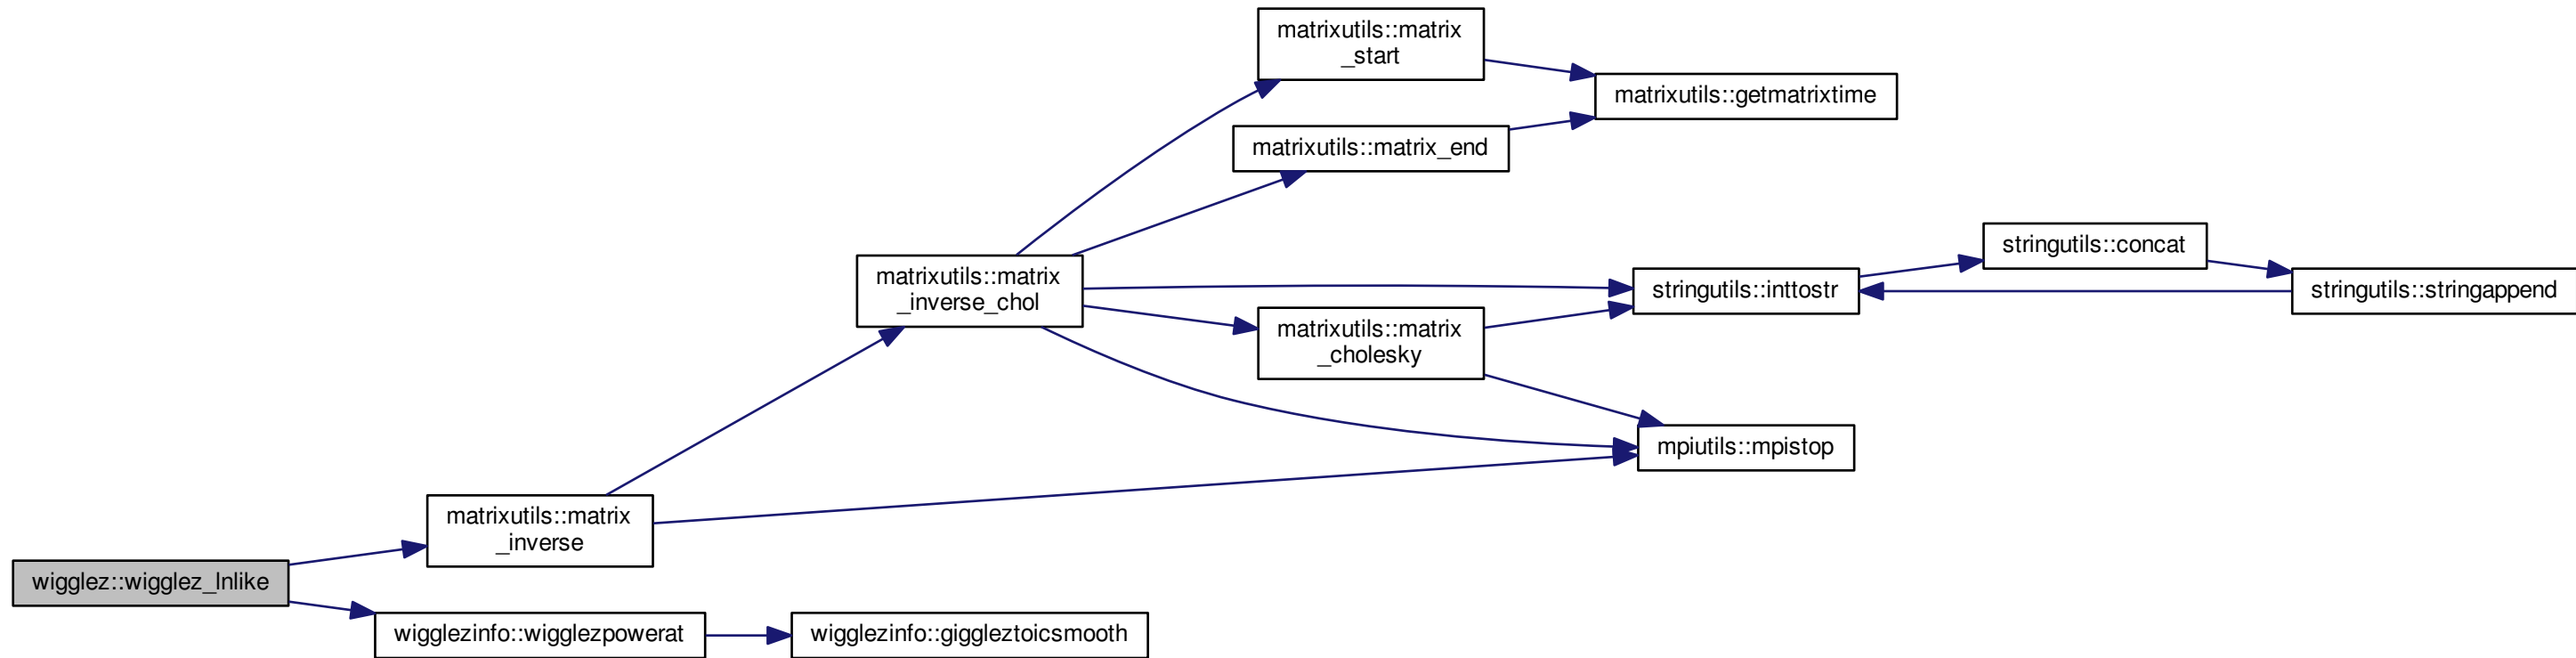 matrixutils::matrix
_start
matrixutils::getmatrixtime
matrixutils::matrix_end
stringutils::concat
matrixutils::matrix
_inverse_chol
stringutils::inttostr
stringutils::stringappend
matrixutils::matrix
_cholesky
mpiutils::mpistop
matrixutils::matrix
_inverse
wigglez::wigglez_lnlike
wigglezinfo::wigglezpowerat
wigglezinfo::giggleztoicsmooth